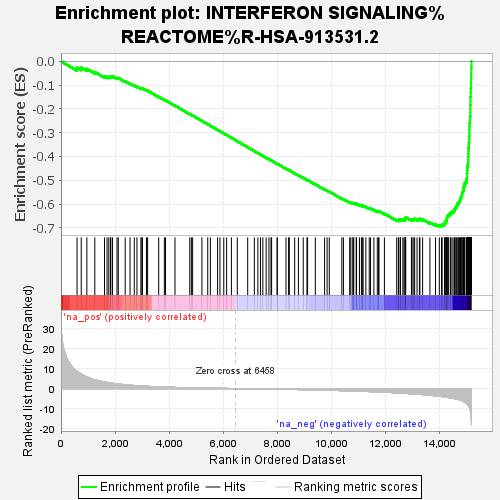 Enrichment plot: INTERFERON SIGNALING%
REACTOME%R-HSA-913531.2
Enrichment score (ES)
0.0
-0.1
-0.2
-0.3
-0.4
-0.5
-0.6
-0.7
Ranked list metric (PreRanked)
'na_pos' (positively correlated)
30
20
10
0
-10
-20
Zero cross at 6458
'na_neg' (negatively correlated)
0
2,000
4,000
6,000
8,000
10,000
12,000
14,000
Rank in Ordered Dataset
Enrichment profile
Hits
Ranking metric scores